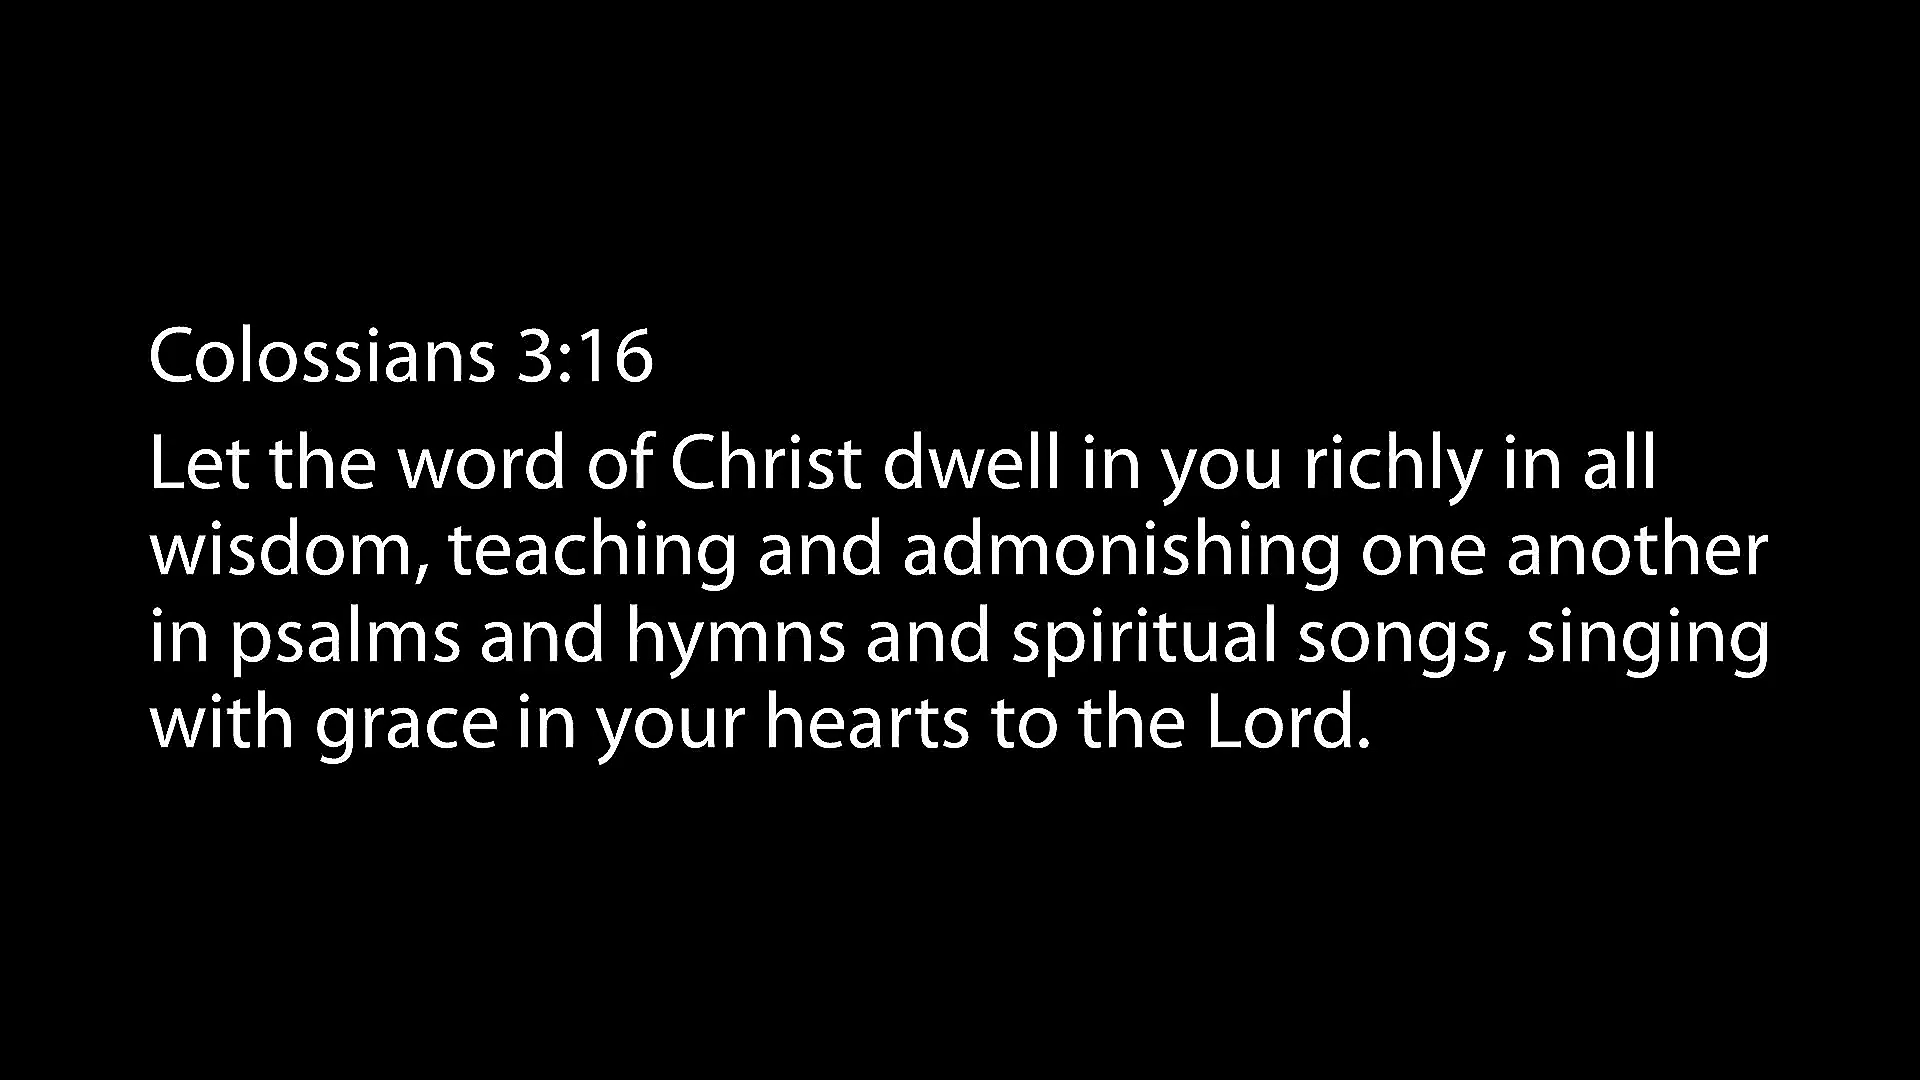 Colossians 3:16
Let the word of Christ dwell in you richly in all
wisdom, teaching and admonishing one another
in psalms and hymns and spiritual songs, singing
with grace in your hearts to the Lord.